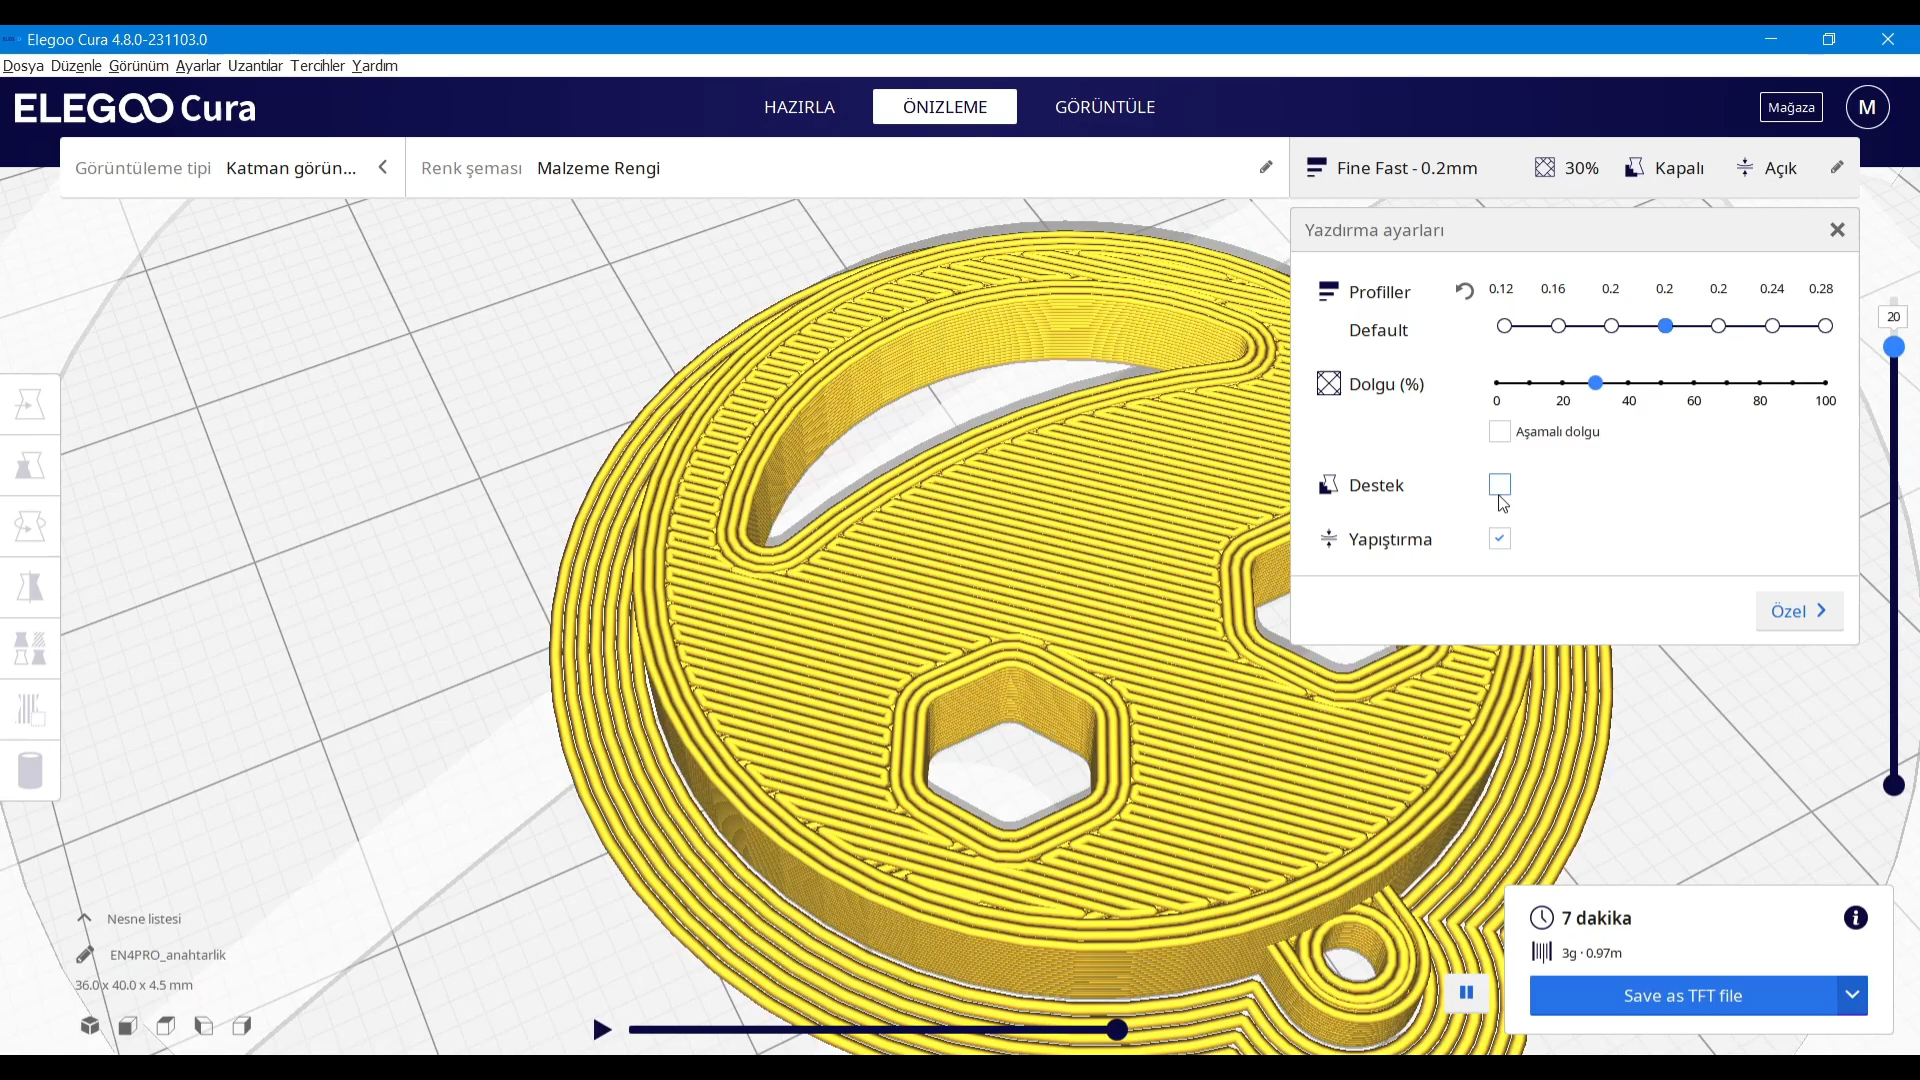 Elegoo Cura 4.8.0-231103.0
Dosya Düzenle Görünüm Ayarlar Uzantılar Tercihler Yardım
ELEGOO Cura
HAZIRLA
ÖNIZLEME
GÖRÜNTÜLE
Mağaza
M
Görüntüleme tipi Katman görün...
Renk şeması Malzeme Rengi
Fine Fast - 0.2mm
30%
Kapalı
Açık
Yazdırma ayarları
Profiller
0.12 0.16 0.2 0.2 0.2 0.24 0.28
Default
Dolgu (%)
0 20 40 60 80 100
Aşamalı dolgu
Destek
Yapıştırma
Özel
20
Nesne listesi
EN4PRO_anahtarlik
36.0 x 40.0 x 4.5 mm
7 dakika
3g · 0.97m
Save as TFT file